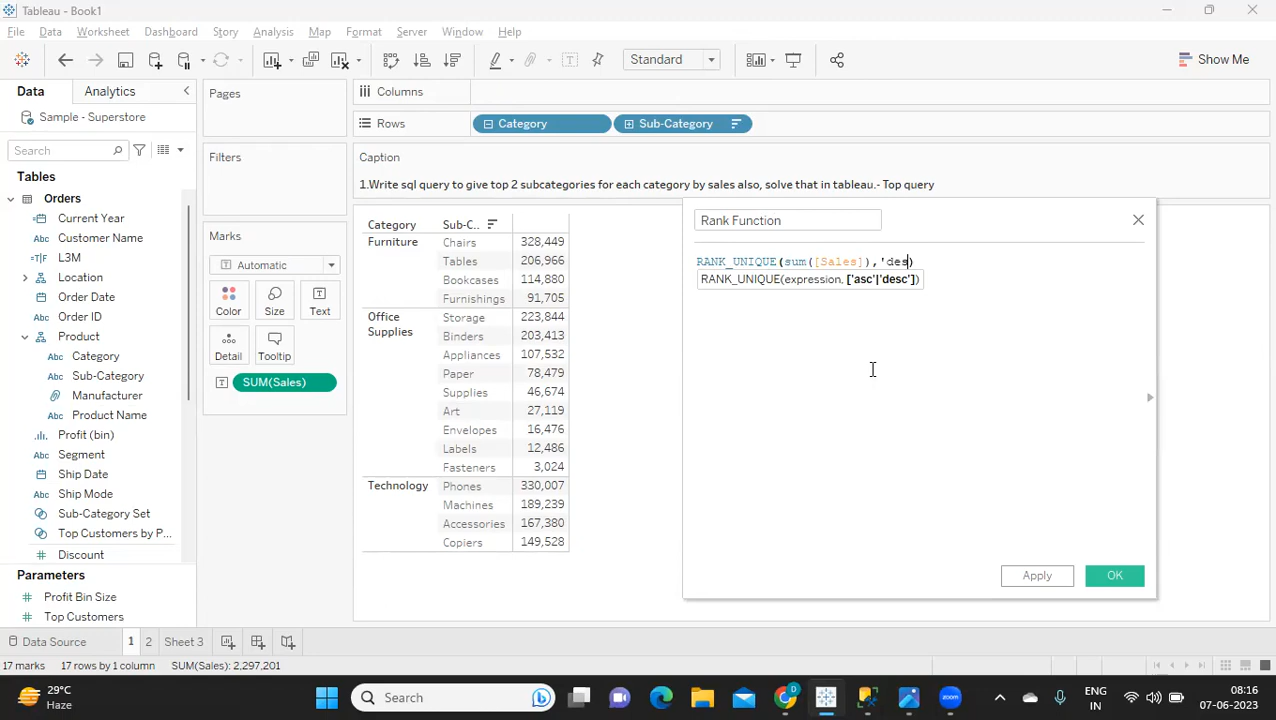 Tableau - Book1
File Data Worksheet Dashboard Story Analysis Map Format Server Window Help
Standard
Show Me
Data Analytics
Sample - Superstore
Search
Tables
Orders
Current Year
Customer Name
L3M
Location
Order Date
Order ID
Product
Category
Sub-Category
Manufacturer
Product Name
Profit (bin)
Segment
Ship Date
Ship Mode
Sub-Category Set
Top Customers by P...
Discount
Parameters
Profit Bin Size
Top Customers
Pages
Filters
Marks
Automatic
Color Size Text
Detail Tooltip
SUM(Sales)
Columns
Rows Category Sub-Category
Caption
1.Write sql query to give top 2 subcategories for each category by sales also, solve that in tableau.- Top query
Category Sub-C..
Furniture Chairs 328,449
Tables 206,966
Bookcases 114,880
Furnishings 91,705
Office Supplies Storage 223,844
Binders 203,413
Appliances 107,532
Paper 78,479
Supplies 46,674
Art 27,119
Envelopes 16,476
Labels 12,486
Fasteners 3,024
Technology Phones 330,007
Machines 189,239
Accessories 167,380
Copiers 149,528
Rank Function
RANK_UNIQUE(sum([Sales]),'des)
RANK_UNIQUE(expression, ['asc'|'desc'])
Apply OK
Data Source 1 2 Sheet 3
17 marks 17 rows by 1 column SUM(Sales): 2,297,201
29°C
Haze
Search
ENG
IN
08:16
07-06-2023